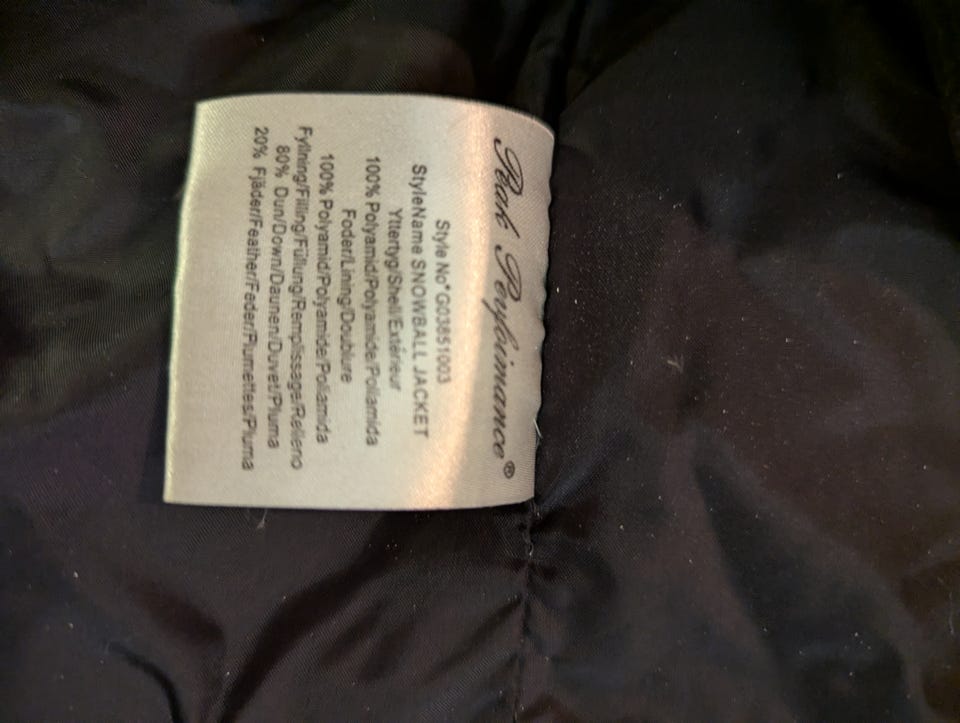 Peak Performance®
Style No* G03851003
StyleName SNOWBALL JACKET
Yttertyg/Shell/Extérieur
100% Polyamid/Polyamide/Poliamida
Foder/Lining/Doublure
100% Polyamid/Polyamide/Poliamida
Fyllning/Filling/Füllung/Remplissage/Relleno
80% Dun/Down/Daunen/Duvet/Pluma
20% Fjäder/Feather/Feder/Plumettes/Pluma